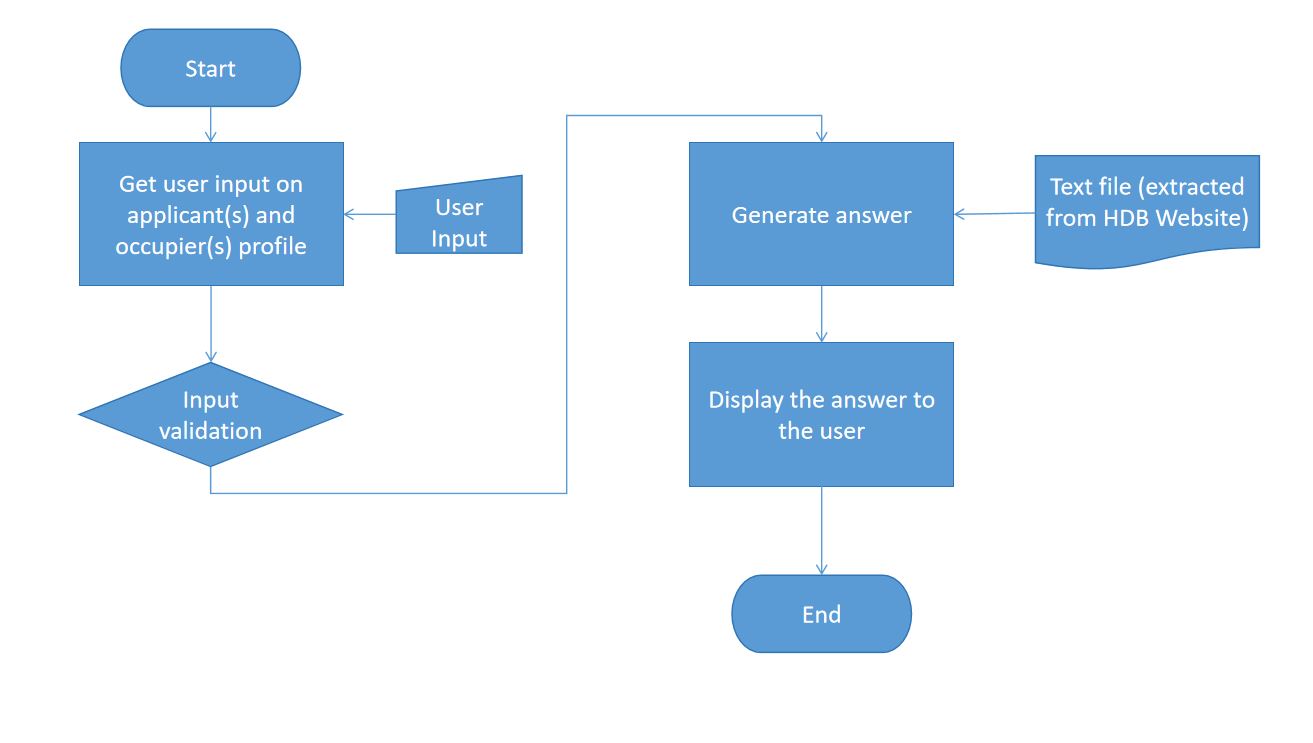 Start
Get user input on
applicant(s) and
occupier(s) profile
User
Input
Input
validation
Generate answer
Text file (extracted
from HDB Website)
Display the answer to
the user
End